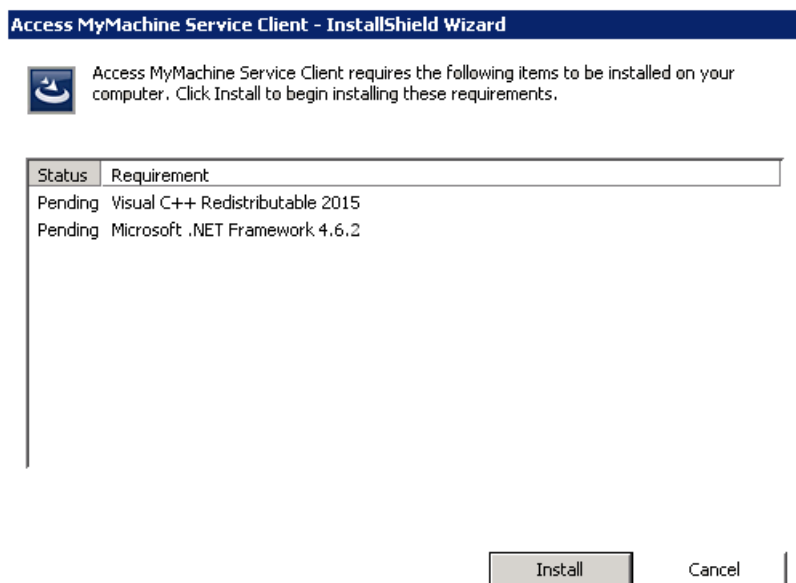 Access MyMachine Service Client - InstallShield Wizard
Access MyMachine Service Client requires the following items to be installed on your
computer. Click Install to begin installing these requirements.
Status Requirement
Pending Visual C++ Redistributable 2015
Pending Microsoft .NET Framework 4.6.2
Install Cancel